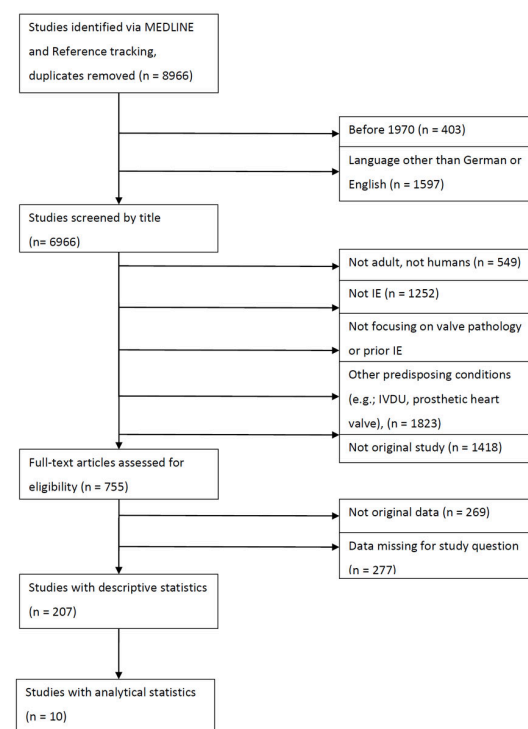 Studies identified via MEDLINE
and Reference tracking,
duplicates removed (n = 8966)
Before 1970 (n = 403)
Language other than German or
English (n = 1597)
Studies screened by title
(n= 6966)
Not adult, not humans (n = 549)
Not IE (n = 1252)
Not focusing on valve pathology
or prior IE
Other predisposing conditions
(e.g.; IVDU, prosthetic heart
valve), (n = 1823)
Not original study (n = 1418)
Full-text articles assessed for
eligibility (n = 755)
Not original data (n = 269)
Data missing for study question
(n = 277)
Studies with descriptive statistics
(n = 207)
Studies with analytical statistics
(n = 10)